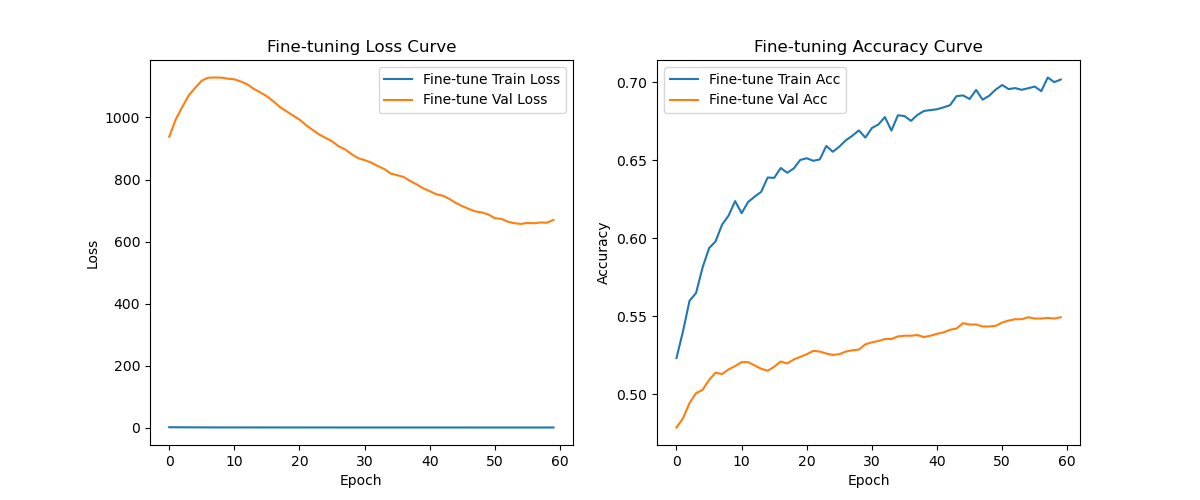 Fine-tuning Loss Curve
Fine-tune Train Loss
Fine-tune Val Loss
1000
800
600
400
200
0
Loss
0 10 20 30 40 50 60
Epoch
Fine-tuning Accuracy Curve
Fine-tune Train Acc
Fine-tune Val Acc
0.70
0.65
0.60
0.55
0.50
Accuracy
0 10 20 30 40 50 60
Epoch